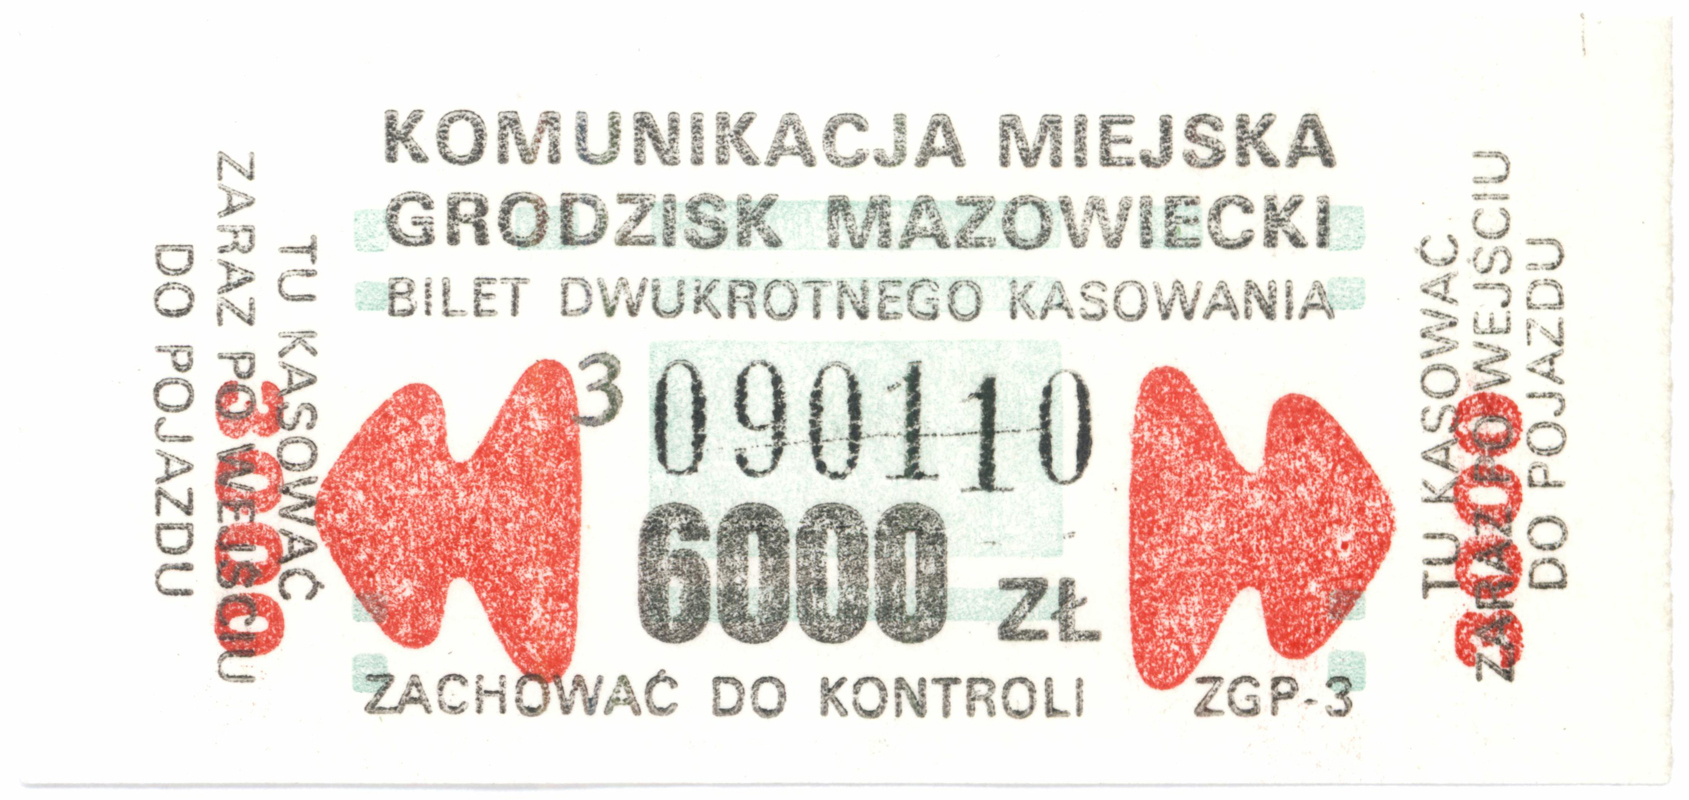 KOMUNIKACJA MIEJSKA
GRODZISK MAZOWIECKI
BILET DWUKROTNEGO KASOWANIA
3 090110
6000 ZŁ
ZACHOWAĆ DO KONTROLI ZGP-3
TU KASOWAĆ
ZARAZ PO WEJŚCIU
DO POJAZDU
3000
TU KASOWAĆ
ZARAZ PO WEJŚCIU
DO POJAZDU
3000